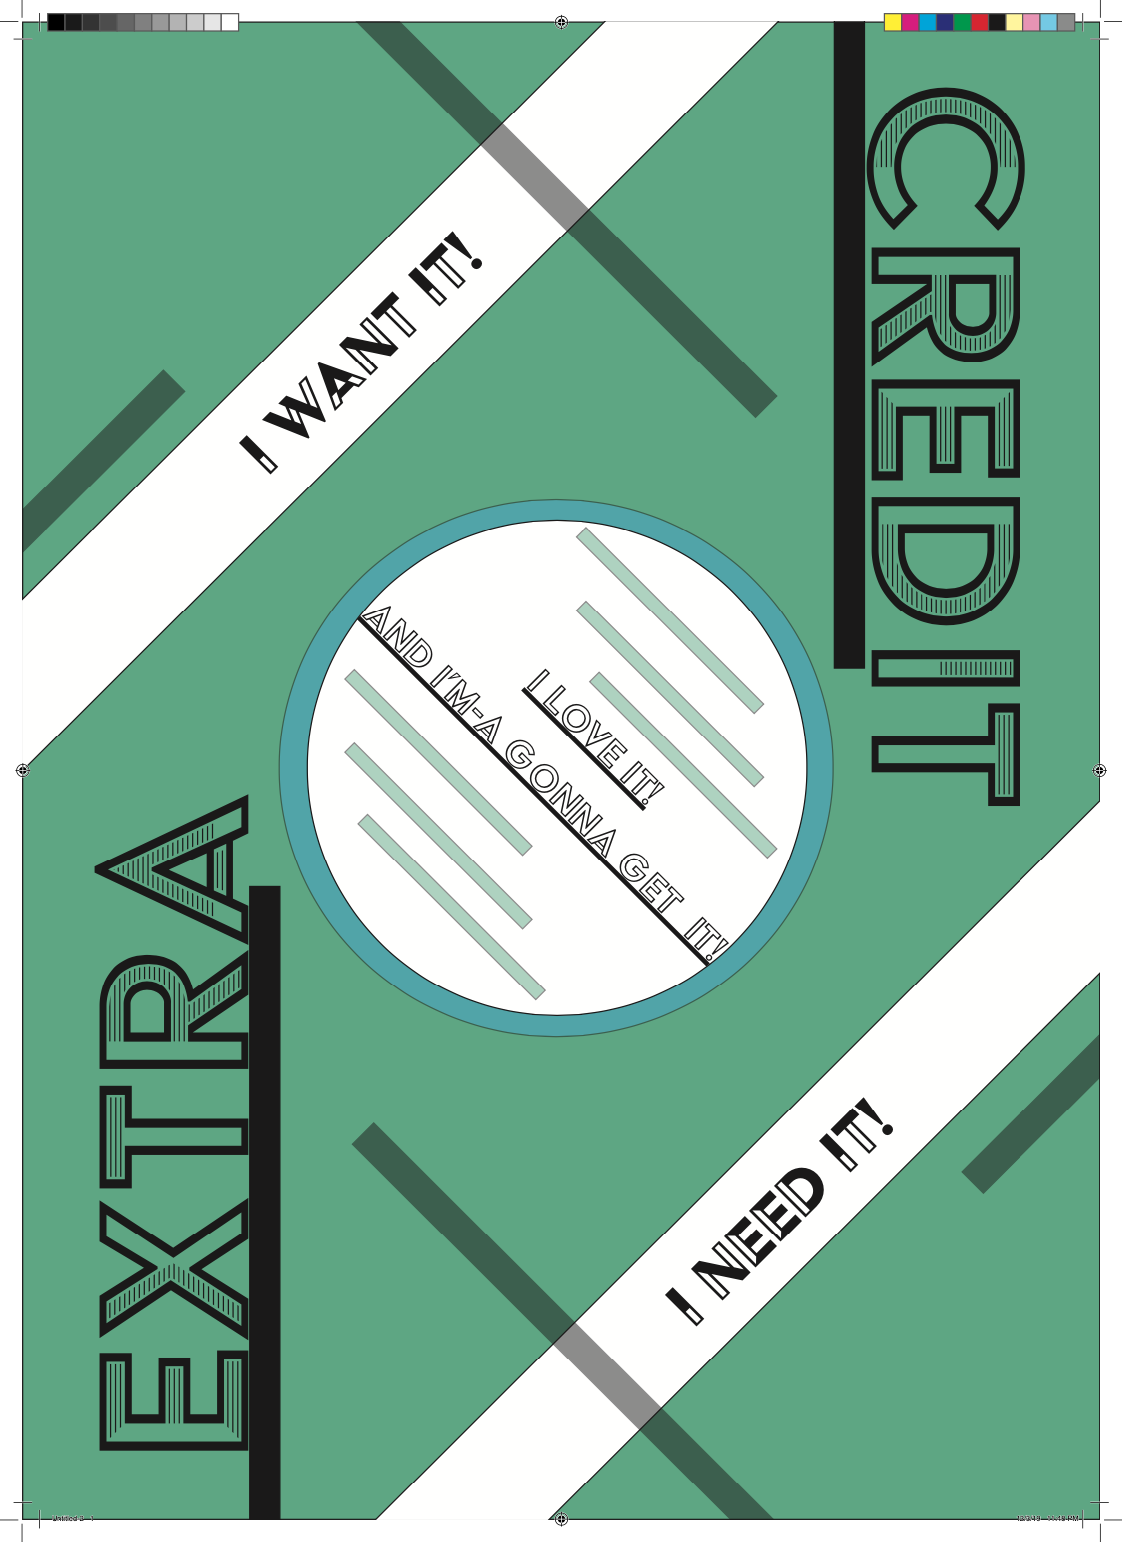 EXTRA
CREDIT
I WANT IT!
I LOVE IT!
AND I'M-A GONNA GET IT!
I NEED IT!